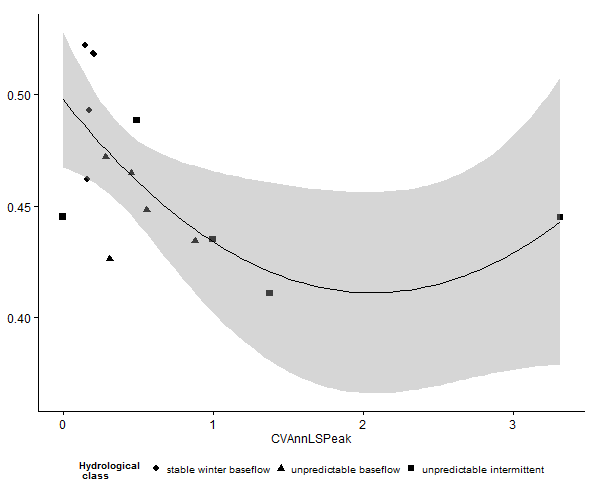 0.50
0.45
0.40
0 1 2 3
CVAnnLSPeak
Hydrological
class
stable winter baseflow unpredictable baseflow unpredictable intermittent